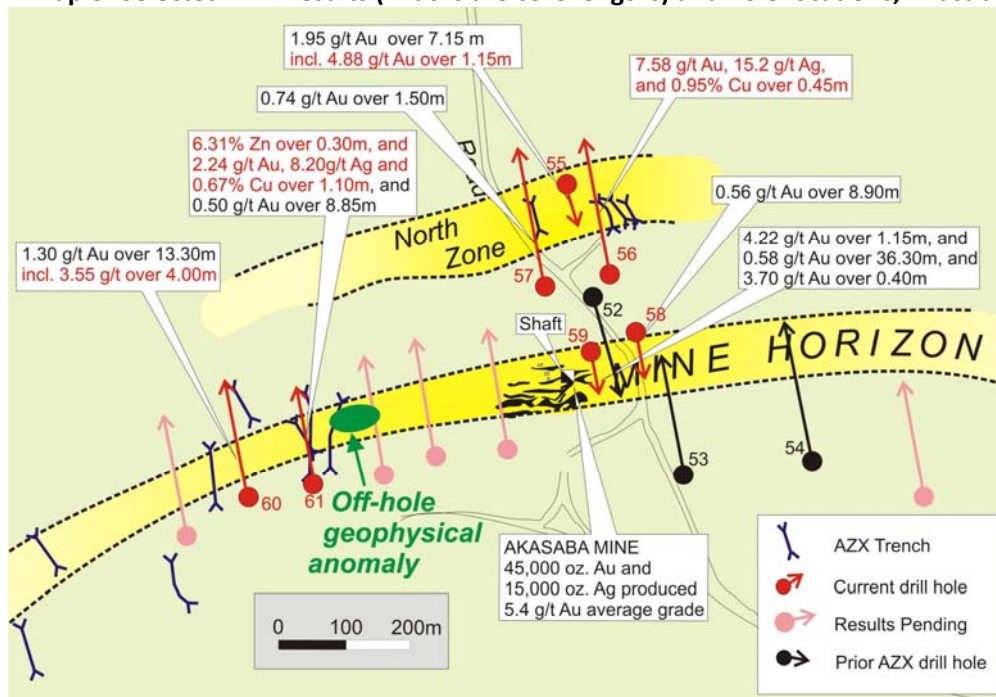 1.95 g/t Au over 7.15 m
incl. 4.88 g/t Au over 1.15m
7.58 g/t Au, 15.2 g/t Ag,
and 0.95% Cu over 0.45m
0.74 g/t Au over 1.50m
6.31% Zn over 0.30m, and
2.24 g/t Au, 8.20g/t Ag and
0.67% Cu over 1.10m, and
0.50 g/t Au over 8.85m
Road
55
0.56 g/t Au over 8.90m
1.30 g/t Au over 13.30m
incl. 3.55 g/t over 4.00m
North
Zone
56
57
4.22 g/t Au over 1.15m, and
0.58 g/t Au over 36.30m, and
3.70 g/t Au over 0.40m
52
58
Shaft
59
MINE HORIZON
53
54
60
61
Off-hole
geophysical
anomaly
AKASABA MINE
45,000 oz. Au and
15,000 oz. Ag produced
5.4 g/t Au average grade
0 100 200m
AZX Trench
Current drill hole
Results Pending
Prior AZX drill hole